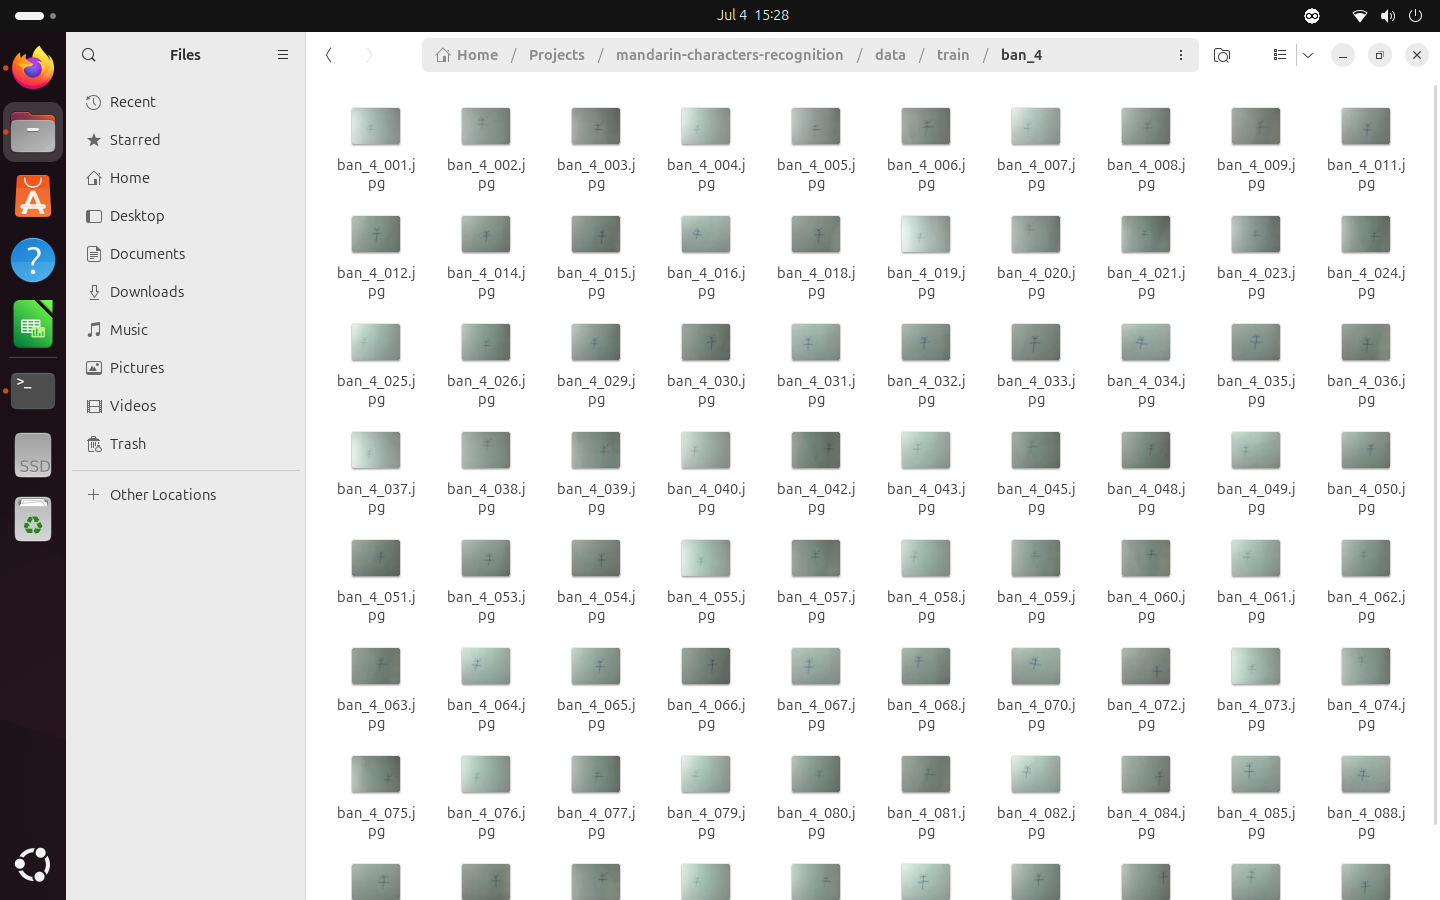 Jul 4 15:28
Files
Home / Projects / mandarin-characters-recognition / data / train / ban_4
Recent
Starred
Home
Desktop
Documents
Downloads
Music
Pictures
Videos
Trash
Other Locations
>_
SSD
ban_4_001.jpg ban_4_002.jpg ban_4_003.jpg ban_4_004.jpg ban_4_005.jpg ban_4_006.jpg ban_4_007.jpg ban_4_008.jpg ban_4_009.jpg ban_4_011.jpg
ban_4_012.jpg ban_4_014.jpg ban_4_015.jpg ban_4_016.jpg ban_4_018.jpg ban_4_019.jpg ban_4_020.jpg ban_4_021.jpg ban_4_023.jpg ban_4_024.jpg
ban_4_025.jpg ban_4_026.jpg ban_4_029.jpg ban_4_030.jpg ban_4_031.jpg ban_4_032.jpg ban_4_033.jpg ban_4_034.jpg ban_4_035.jpg ban_4_036.jpg
ban_4_037.jpg ban_4_038.jpg ban_4_039.jpg ban_4_040.jpg ban_4_042.jpg ban_4_043.jpg ban_4_045.jpg ban_4_048.jpg ban_4_049.jpg ban_4_050.jpg
ban_4_051.jpg ban_4_053.jpg ban_4_054.jpg ban_4_055.jpg ban_4_057.jpg ban_4_058.jpg ban_4_059.jpg ban_4_060.jpg ban_4_061.jpg ban_4_062.jpg
ban_4_063.jpg ban_4_064.jpg ban_4_065.jpg ban_4_066.jpg ban_4_067.jpg ban_4_068.jpg ban_4_070.jpg ban_4_072.jpg ban_4_073.jpg ban_4_074.jpg
ban_4_075.jpg ban_4_076.jpg ban_4_077.jpg ban_4_079.jpg ban_4_080.jpg ban_4_081.jpg ban_4_082.jpg ban_4_084.jpg ban_4_085.jpg ban_4_088.jpg